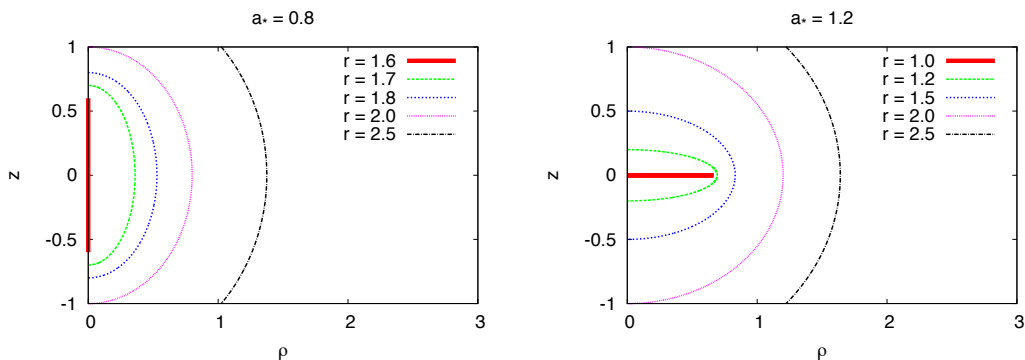 a⋆ = 0.8
r = 1.6
r = 1.7
r = 1.8
r = 2.0
r = 2.5
1
0.5
0
-0.5
-1
z
0 1 2 3
ρ
a⋆ = 1.2
r = 1.0
r = 1.2
r = 1.5
r = 2.0
r = 2.5
1
0.5
0
-0.5
-1
z
0 1 2 3
ρ